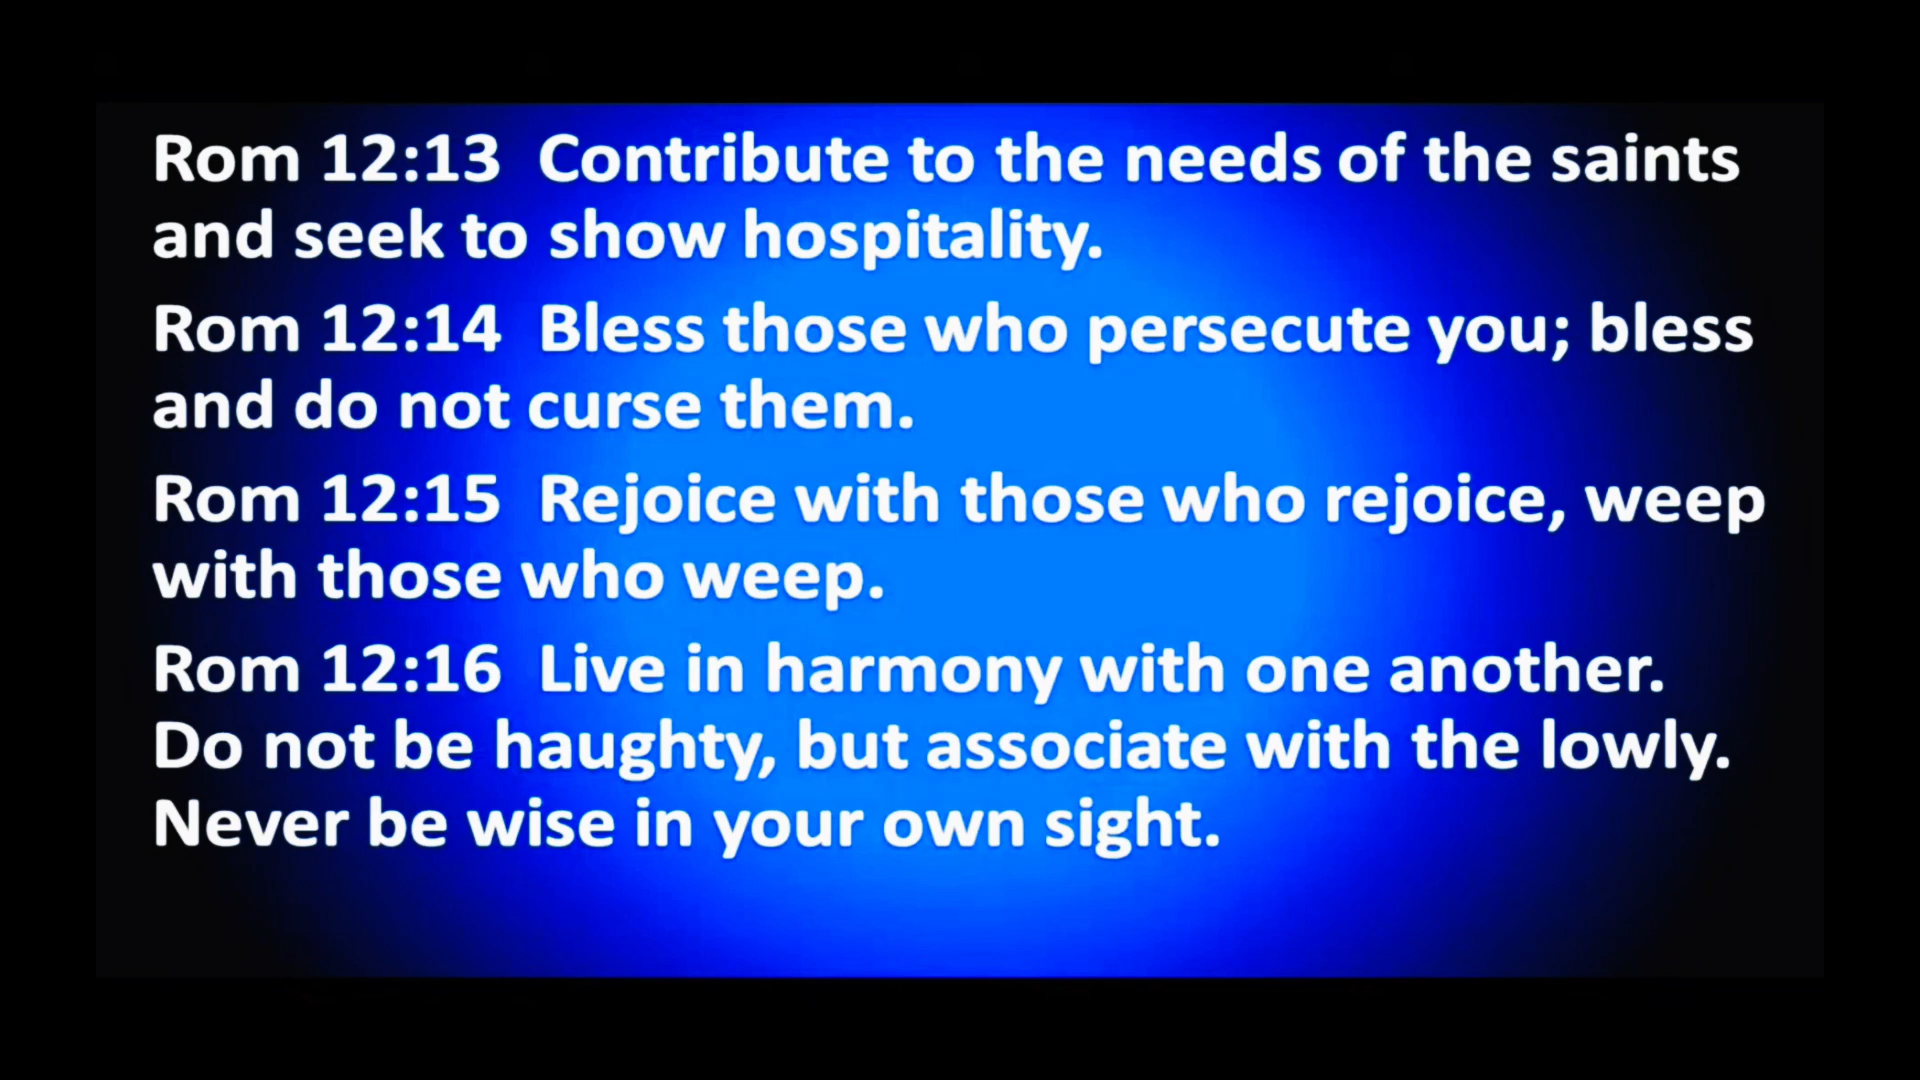 Rom 12:13  Contribute to the needs of the saints
and seek to show hospitality.
Rom 12:14  Bless those who persecute you; bless
and do not curse them.
Rom 12:15  Rejoice with those who rejoice, weep
with those who weep.
Rom 12:16  Live in harmony with one another.
Do not be haughty, but associate with the lowly.
Never be wise in your own sight.